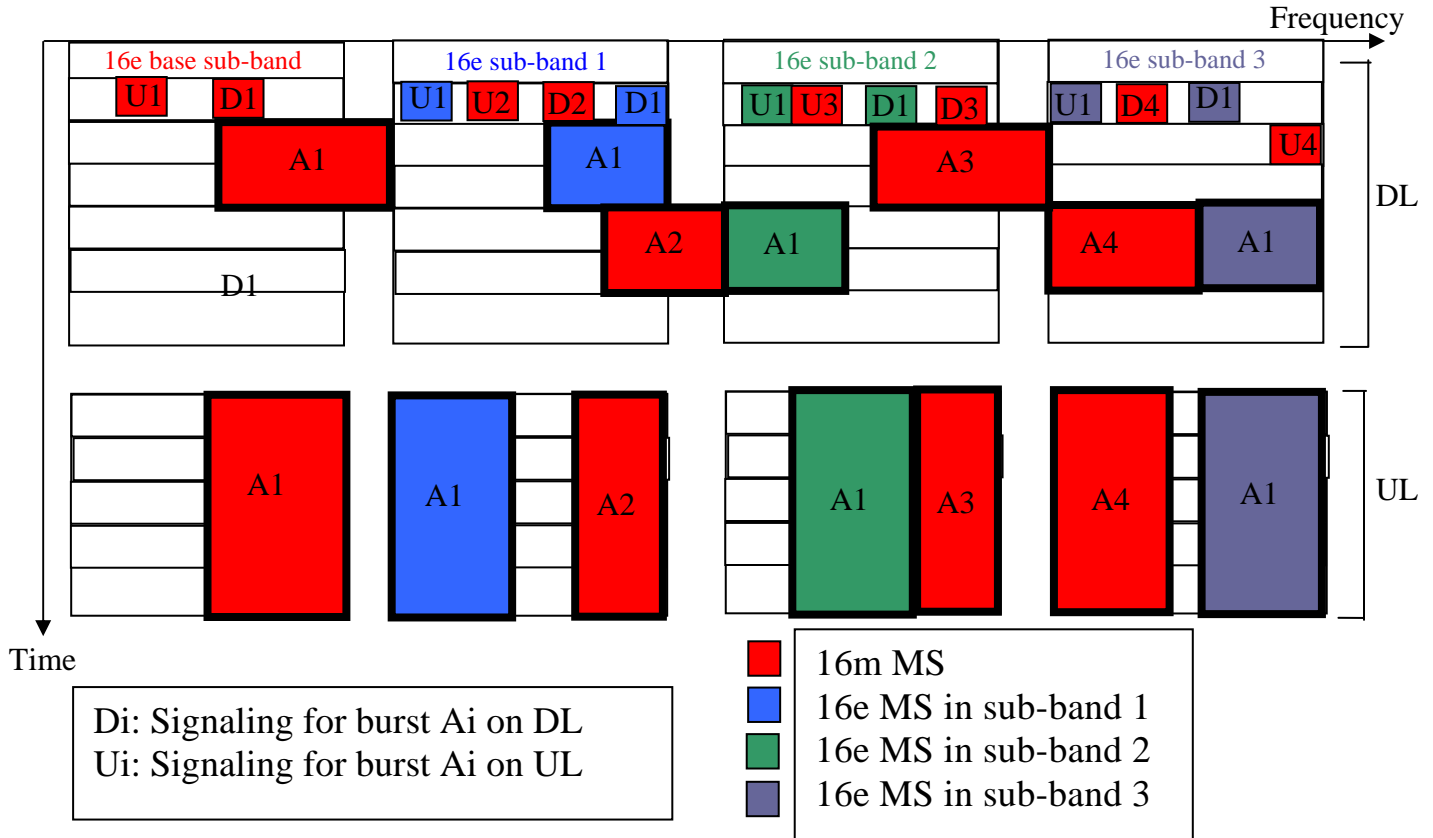 Frequency
16e base sub-band 16e sub-band 1 16e sub-band 2 16e sub-band 3
U1 D1 U1 U2 D2 D1 U1 U3 D1 D3 U1 D4 D1
U4
A1 A1 A3
DL
A2 A1 A4 A1
D1
A1 A1 A2 A1 A3 A4 A1
UL
Time
Di: Signaling for burst Ai on DL
Ui: Signaling for burst Ai on UL
16m MS
16e MS in sub-band 1
16e MS in sub-band 2
16e MS in sub-band 3